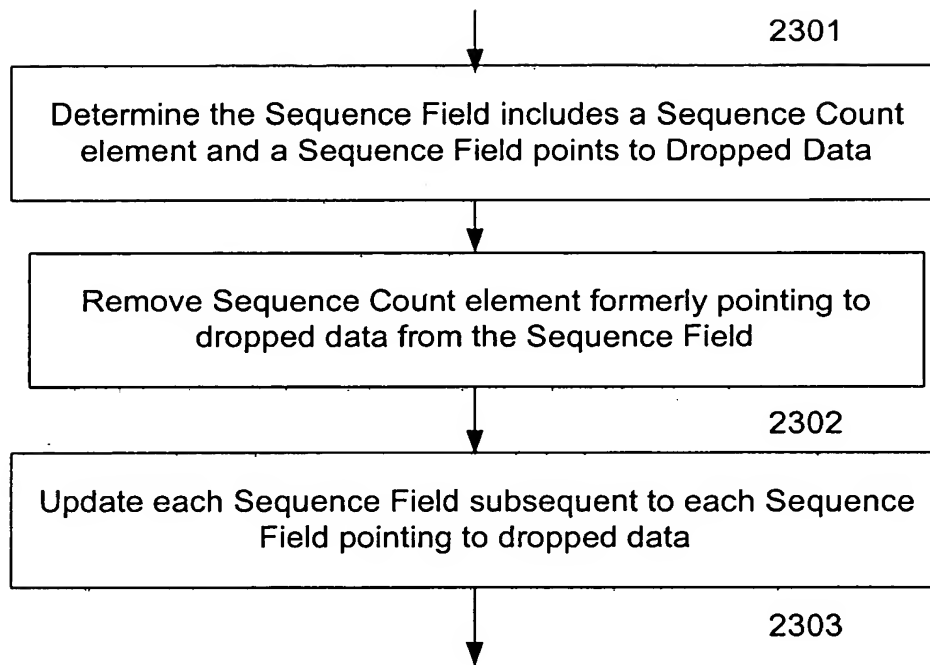 2301
Determine the Sequence Field includes a Sequence Count
element and a Sequence Field points to Dropped Data
Remove Sequence Count element formerly pointing to
dropped data from the Sequence Field
2302
Update each Sequence Field subsequent to each Sequence
Field pointing to dropped data
2303